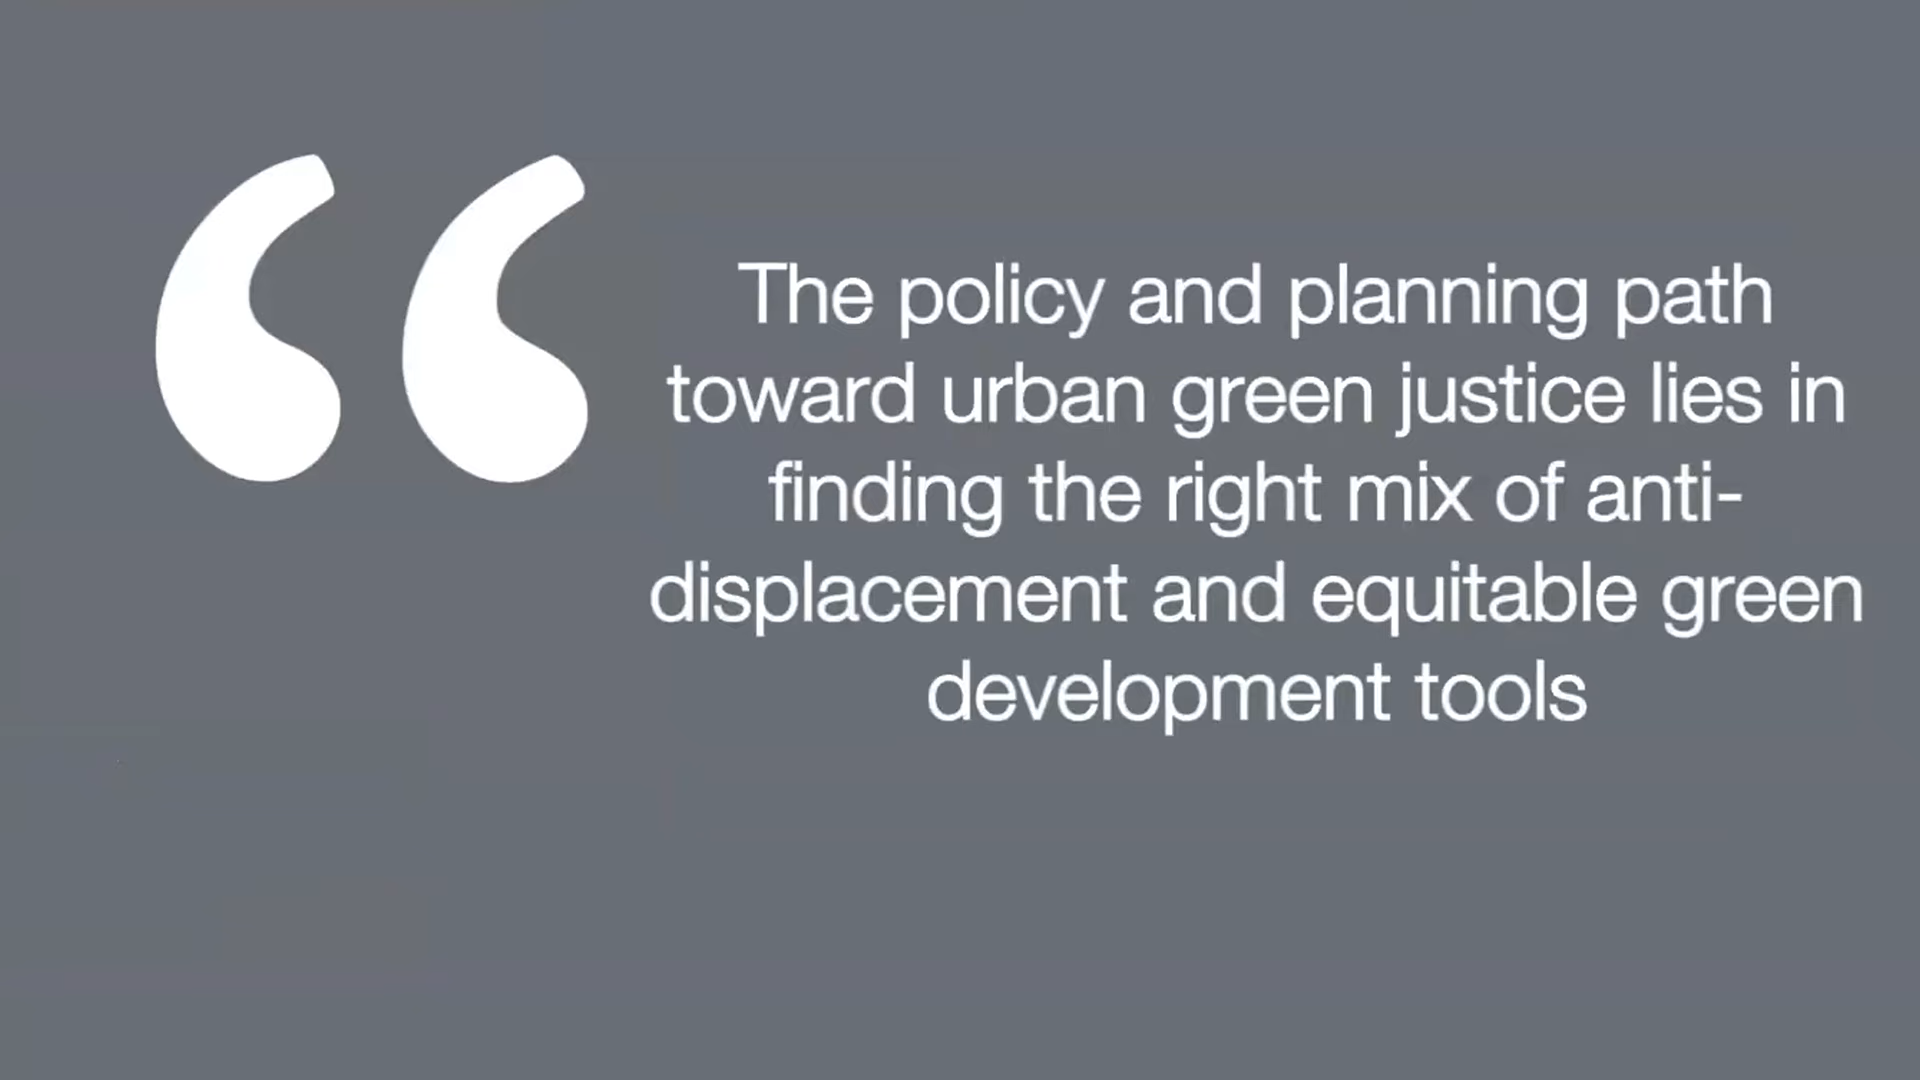 “
The policy and planning path
toward urban green justice lies in
finding the right mix of anti-
displacement and equitable green
development tools